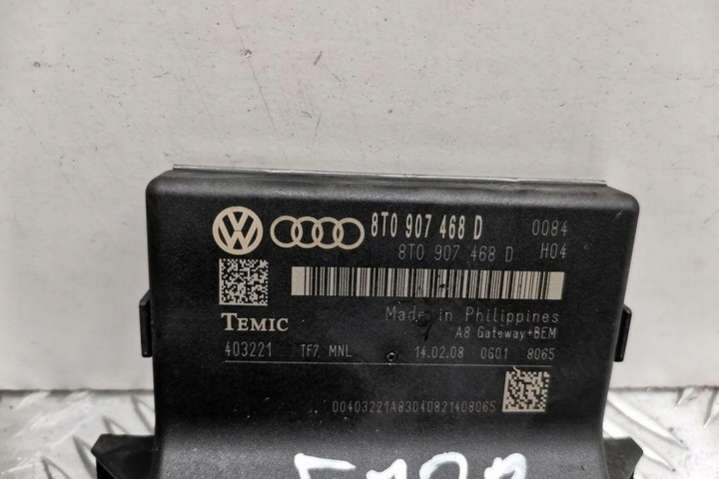 8T0 907 468 D 0084
8T0 907 468 D H04
TEMIC Made in Philippines
A8 Gateway+BEM
403221 TF7 MNL 14.02.08 0G01 8065
00403221A83040821408065